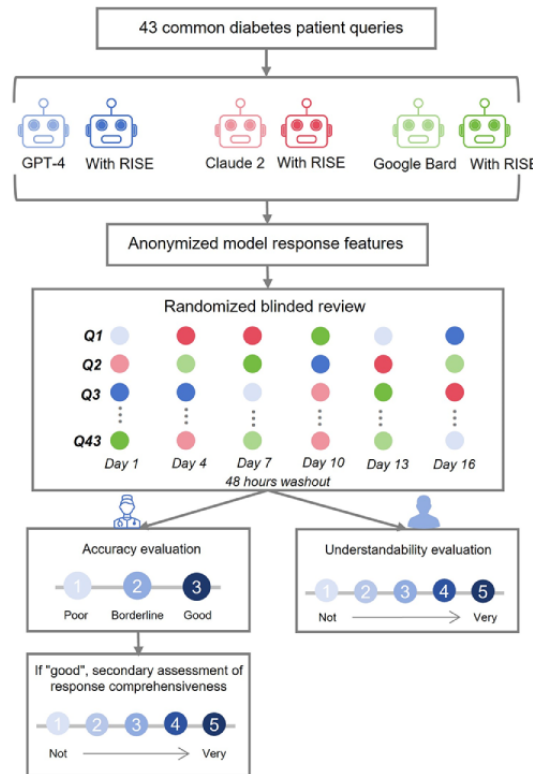 43 common diabetes patient queries
GPT-4 With RISE Claude 2 With RISE Google Bard With RISE
Anonymized model response features
Randomized blinded review
Q1
Q2
Q3
Q43
Day 1 Day 4 Day 7 Day 10 Day 13 Day 16
48 hours washout
Accuracy evaluation
1 2 3
Poor Borderline Good
Understandability evaluation
1 2 3 4 5
Not Very
If "good", secondary assessment of
response comprehensiveness
1 2 3 4 5
Not Very